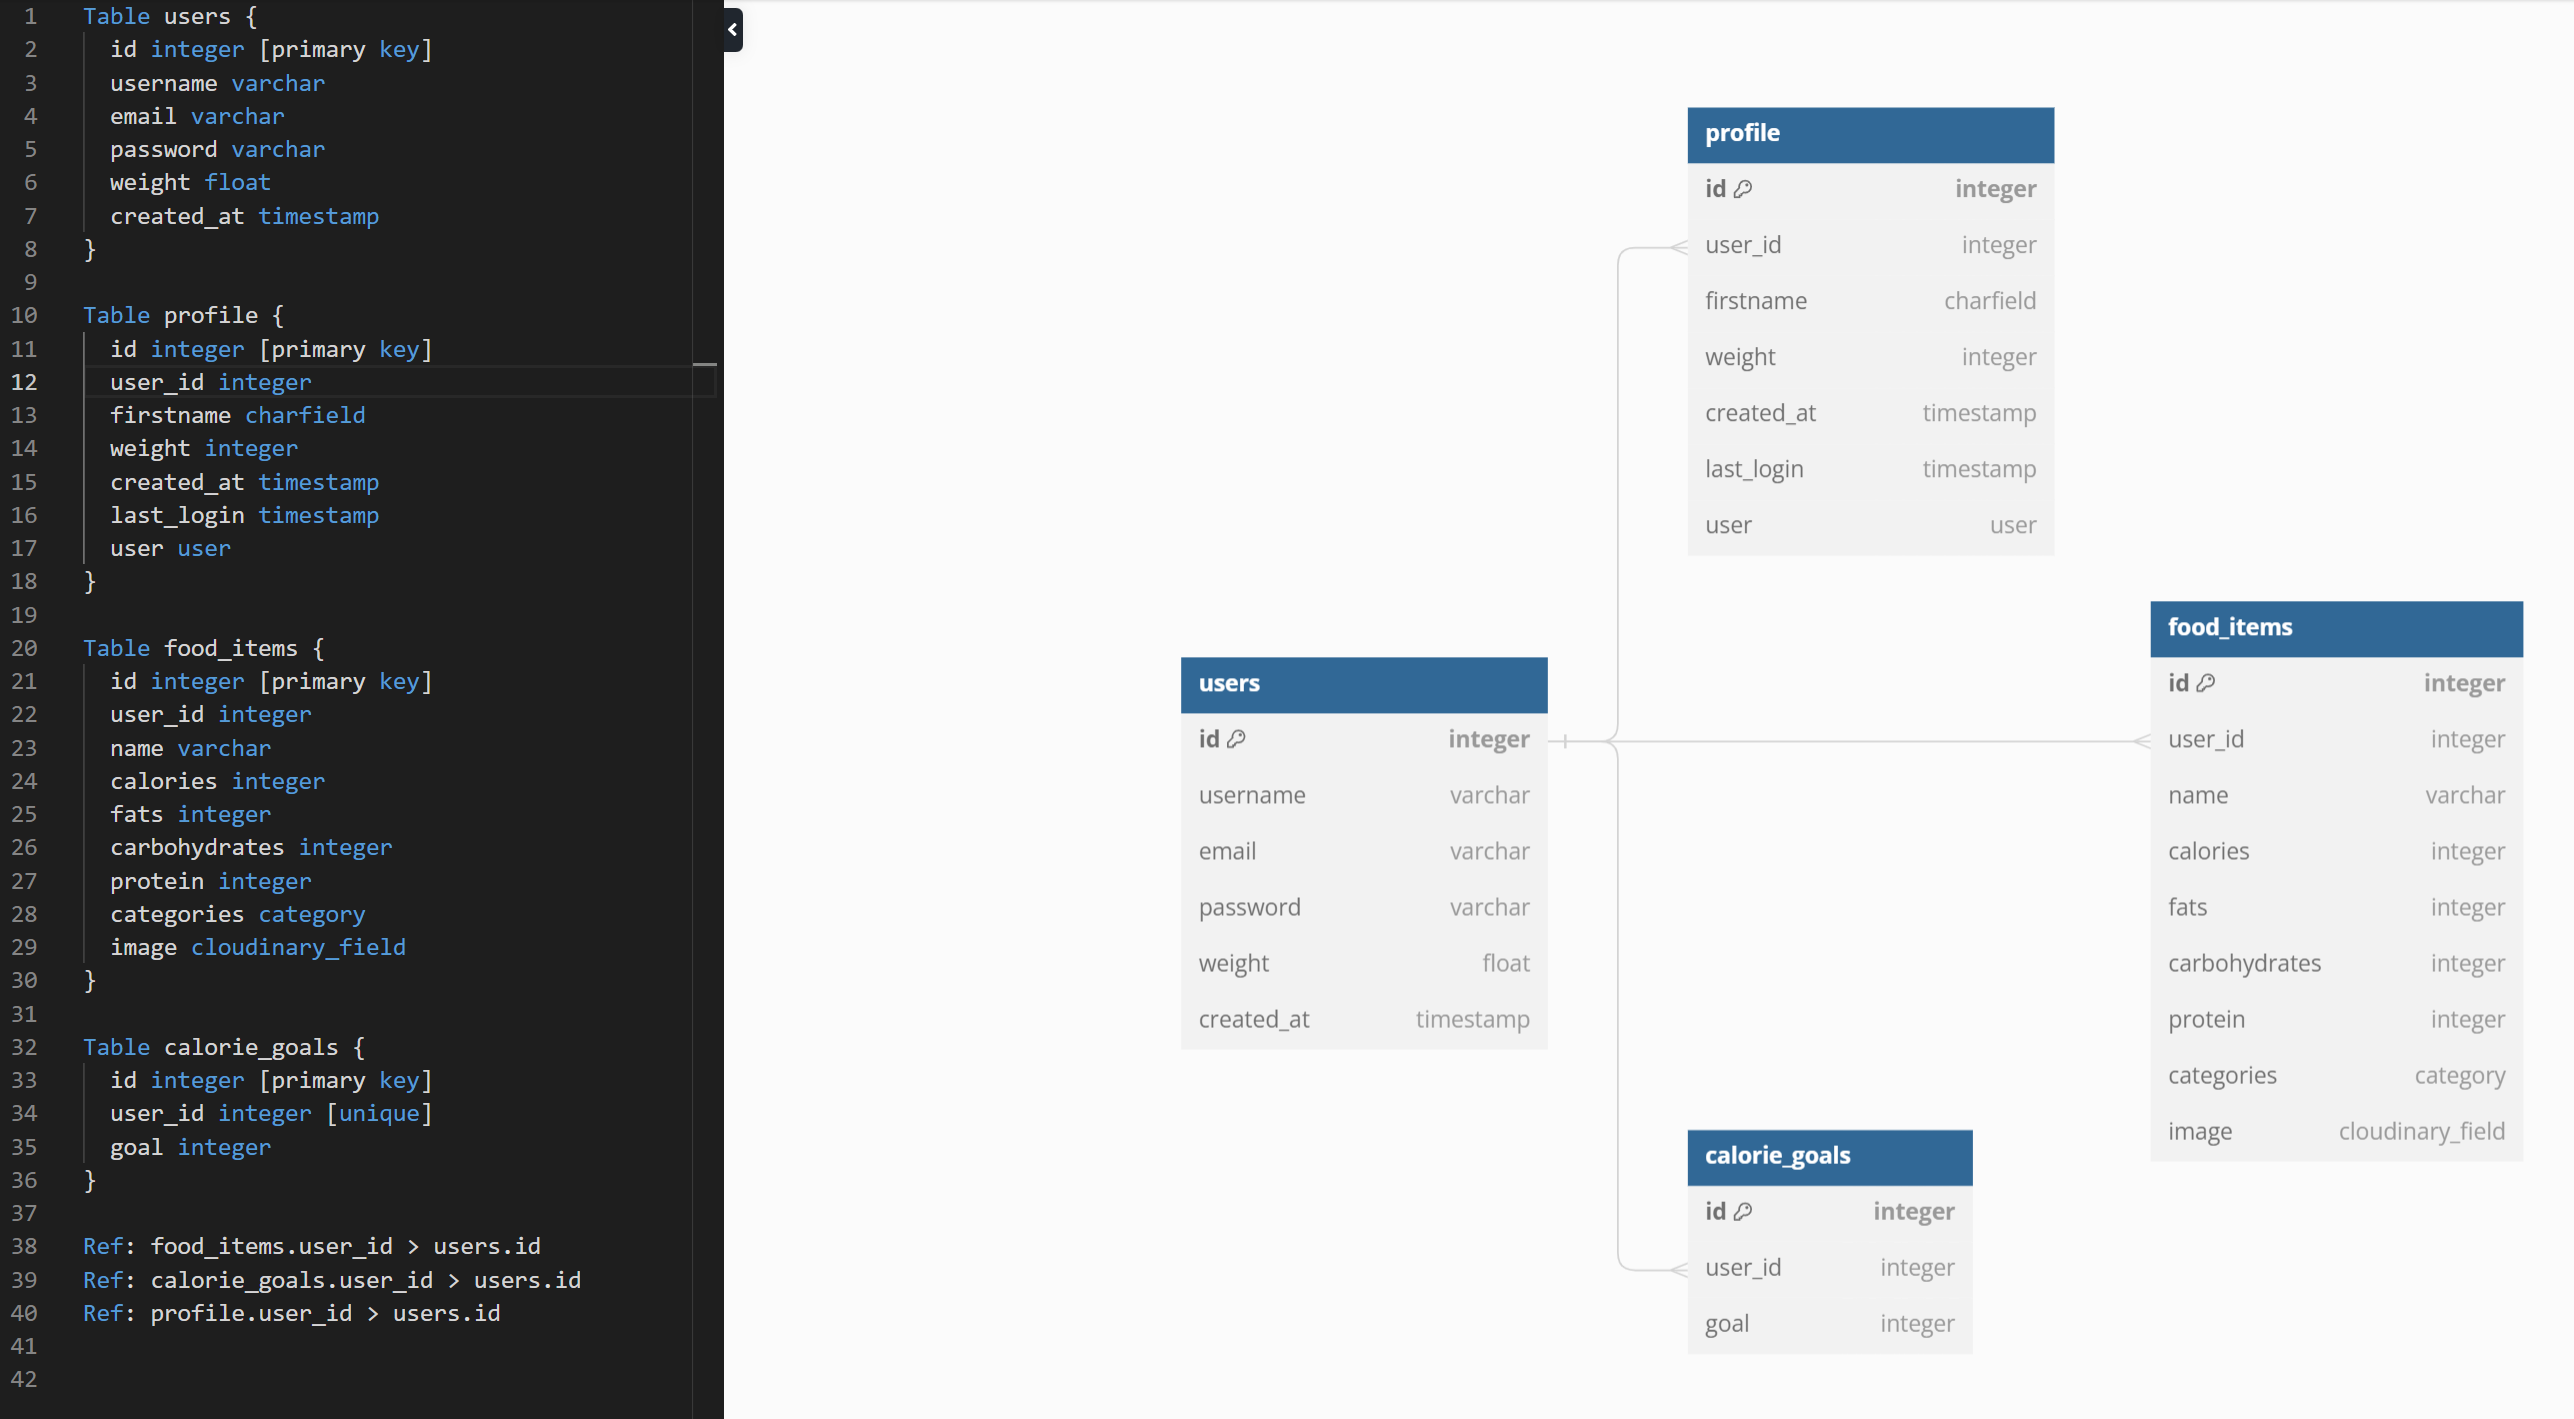 1 Table users {
2 id integer [primary key]
3 username varchar
4 email varchar
5 password varchar
6 weight float
7 created_at timestamp
8 }
9
10 Table profile {
11 id integer [primary key]
12 user_id integer
13 firstname charfield
14 weight integer
15 created_at timestamp
16 last_login timestamp
17 user user
18 }
19
20 Table food_items {
21 id integer [primary key]
22 user_id integer
23 name varchar
24 calories integer
25 fats integer
26 carbohydrates integer
27 protein integer
28 categories category
29 image cloudinary_field
30 }
31
32 Table calorie_goals {
33 id integer [primary key]
34 user_id integer [unique]
35 goal integer
36 }
37
38 Ref: food_items.user_id > users.id
39 Ref: calorie_goals.user_id > users.id
40 Ref: profile.user_id > users.id
41
42
profile
id integer
user_id integer
firstname charfield
weight integer
created_at timestamp
last_login timestamp
user user
users
id integer
username varchar
email varchar
password varchar
weight float
created_at timestamp
food_items
id integer
user_id integer
name varchar
calories integer
fats integer
carbohydrates integer
protein integer
categories category
image cloudinary_field
calorie_goals
id integer
user_id integer
goal integer